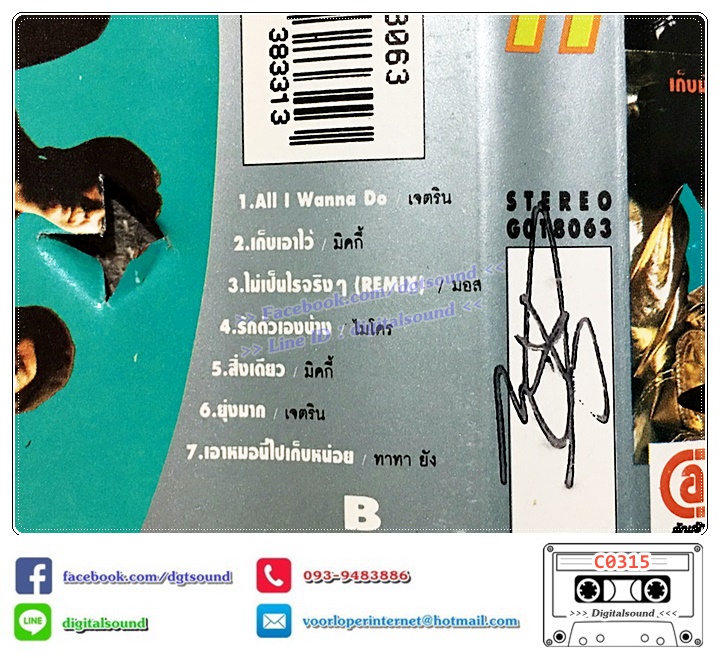 3063
383313
เก็บ
1.All I Wanna Do / เจตริน
STEREO
G018063
2.เก็บเอาไว้ / มิคกี้
3.ไม่เป็นไรจริงๆ (REMIX) / มอส
>> Facebook.com/dgtsound <<
4.รักตัวเองบ้าง / ไมโคร
>> Line ID : digitalsound <<
5.สิ่งเดียว / มิคกี้
6.ยุ่งมาก / เจตริน
7.เอาหมอนี่ไปเก็บหน่อย / ทาทา ยัง
B
facebook.com/dgtsound
093-9483886
C0315
LINE
digitalsound
voorloperinternet@hotmail.com
>>> Digitalsound .<<<